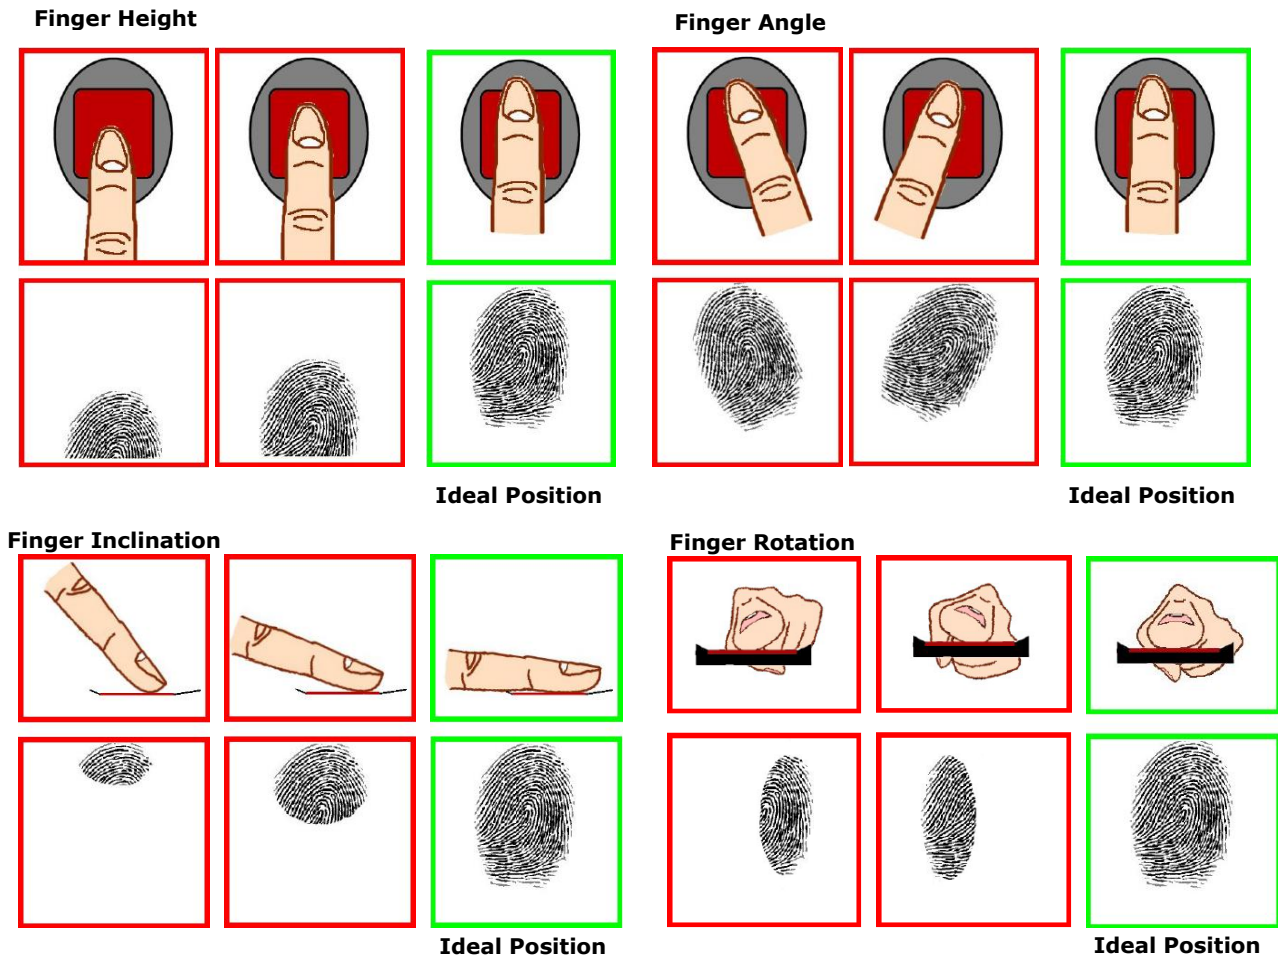 Finger Height
Finger Angle
Ideal Position
Ideal Position
Finger Inclination
Finger Rotation
Ideal Position
Ideal Position